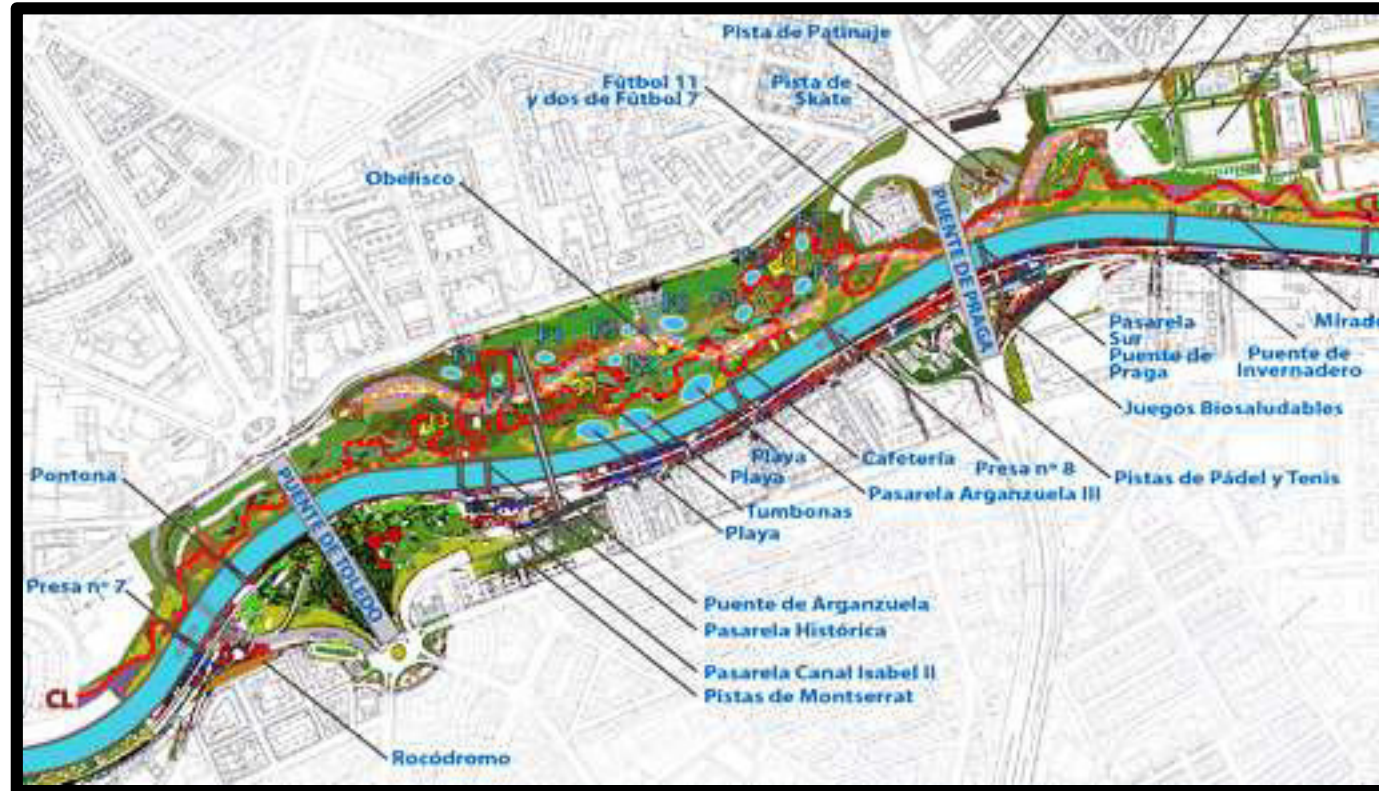 Pista de Patinaje
Fútbol 11
y dos de Fútbol 7
Pista de
Skate
Obelisco
PUENTE DE PRAGA
Pasarela
Sur
Puente de
Praga
Mirado
Puente de
Invernadero
Juegos Biosaludables
Pontona
PUENTE DE TOLEDO
Playa
Playa
Cafetería
Presa nº 8
Pistas de Pádel y Tenis
Pasarela Arganzuela III
Tumbonas
Playa
Presa nº 7
Puente de Arganzuela
Pasarela Histórica
Pasarela Canal Isabel II
Pistas de Montserrat
CL
Rocódromo